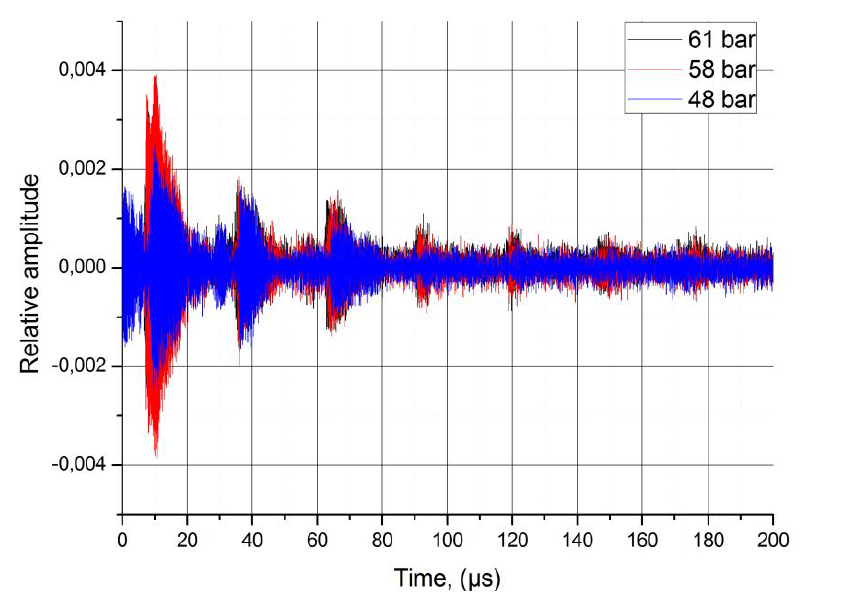 61 bar
58 bar
48 bar
0,004
0,002
0,000
-0,002
-0,004
Relative amplitude
0 20 40 60 80 100 120 140 160 180 200
Time, (µs)